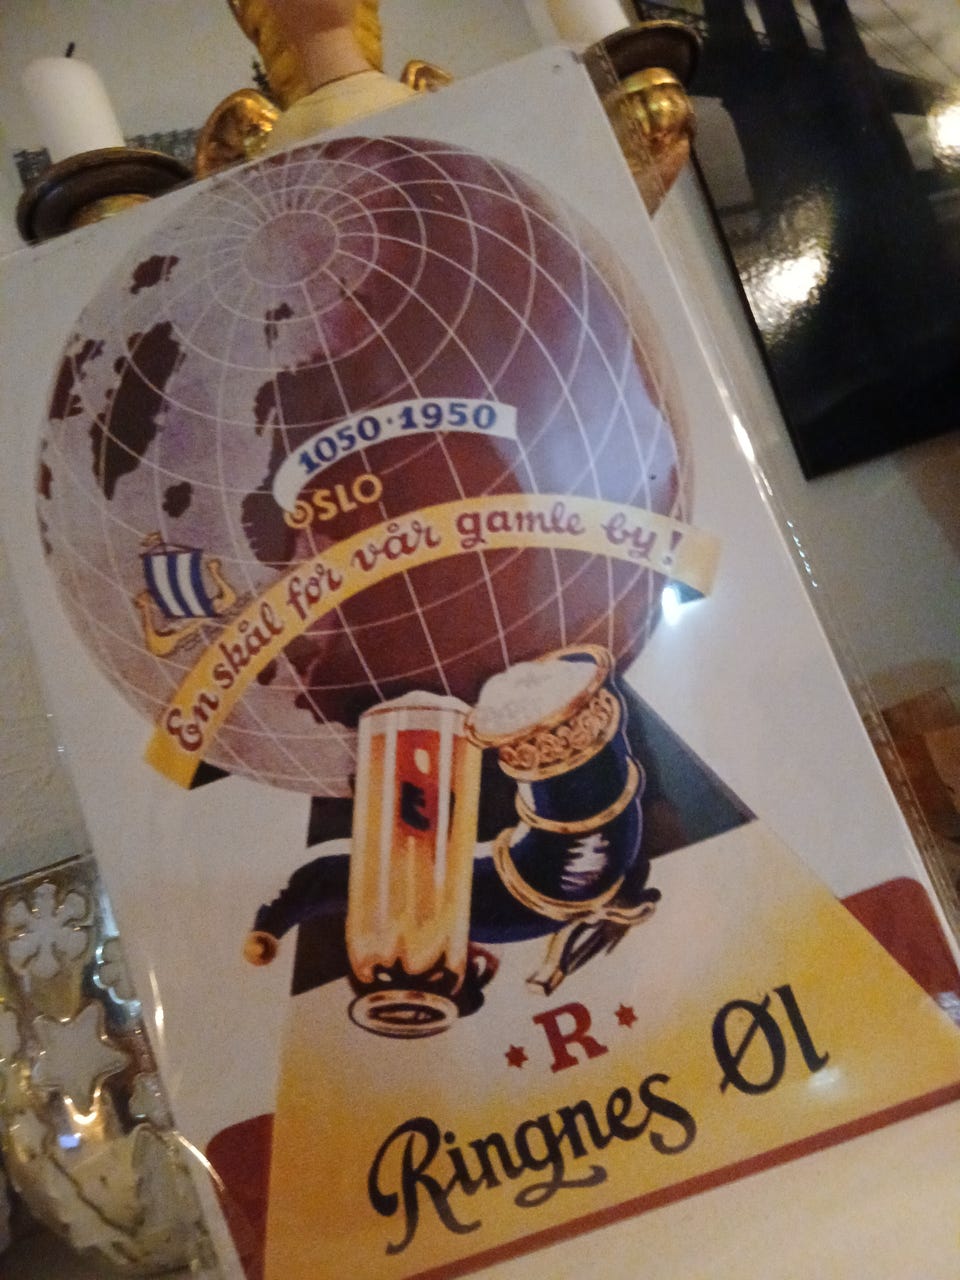 1050·1950
OSLO
En skål for vår gamle by!
R
Ringnes Øl